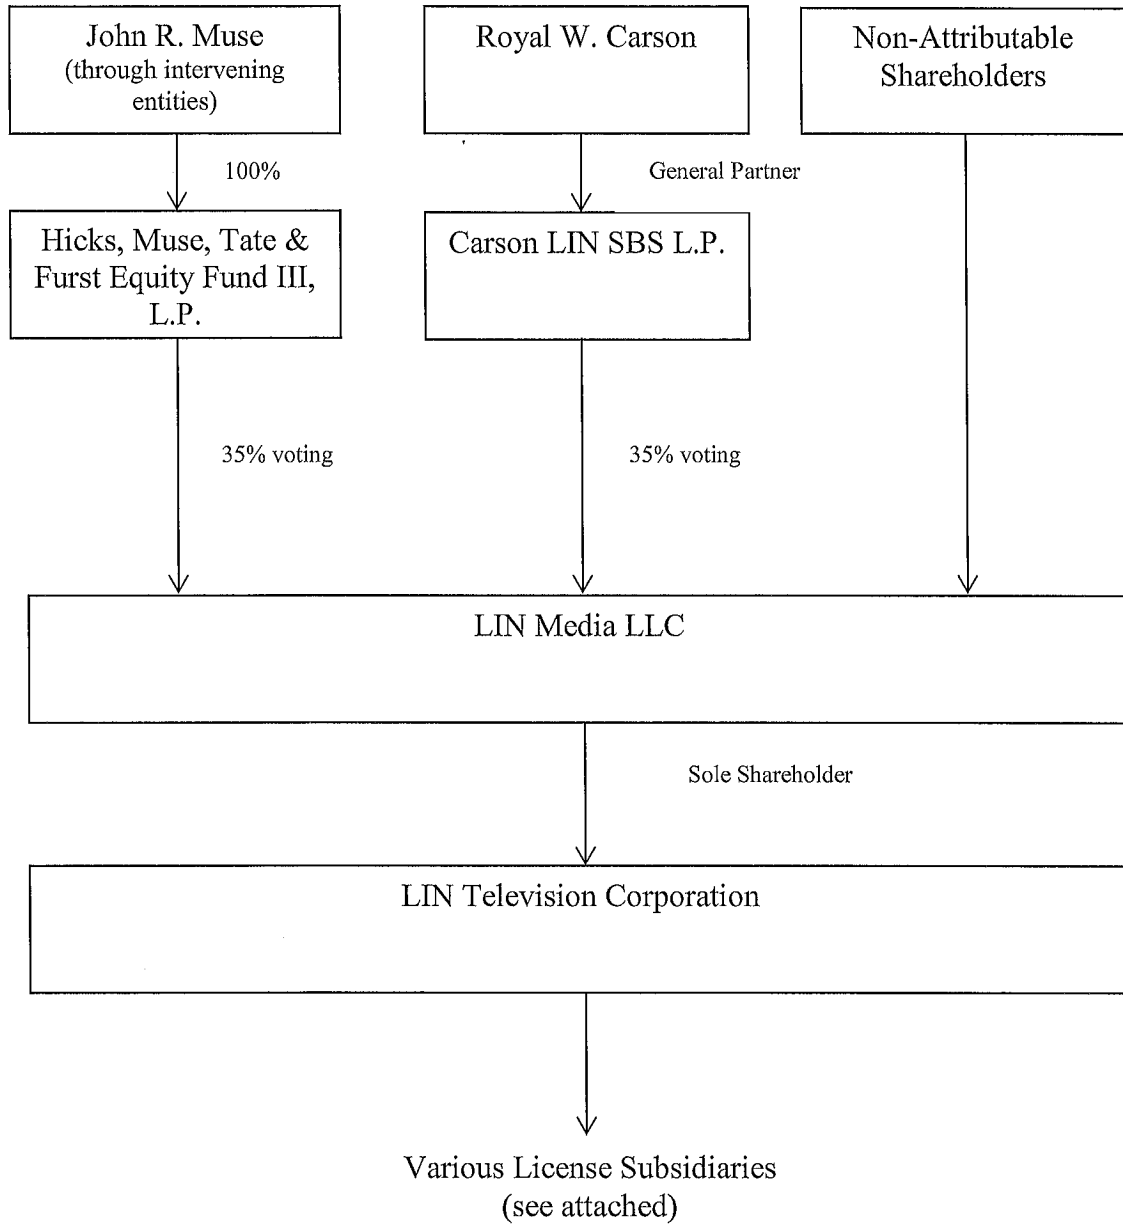 John R. Muse
(through intervening
entities)
Royal W. Carson
Non-Attributable
Shareholders
100%
General Partner
Hicks, Muse, Tate &
Furst Equity Fund III,
L.P.
Carson LIN SBS L.P.
35% voting
35% voting
LIN Media LLC
Sole Shareholder
LIN Television Corporation
Various License Subsidiaries
(see attached)